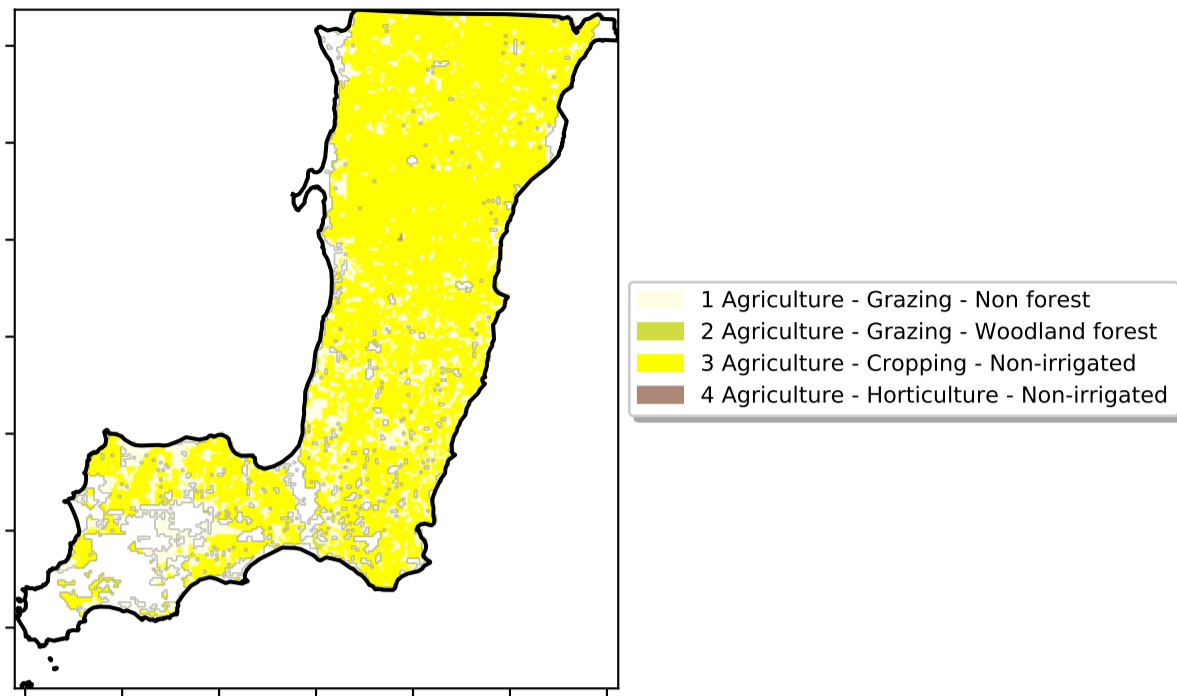 1 Agriculture - Grazing - Non forest
2 Agriculture - Grazing - Woodland forest
3 Agriculture - Cropping - Non-irrigated
4 Agriculture - Horticulture - Non-irrigated